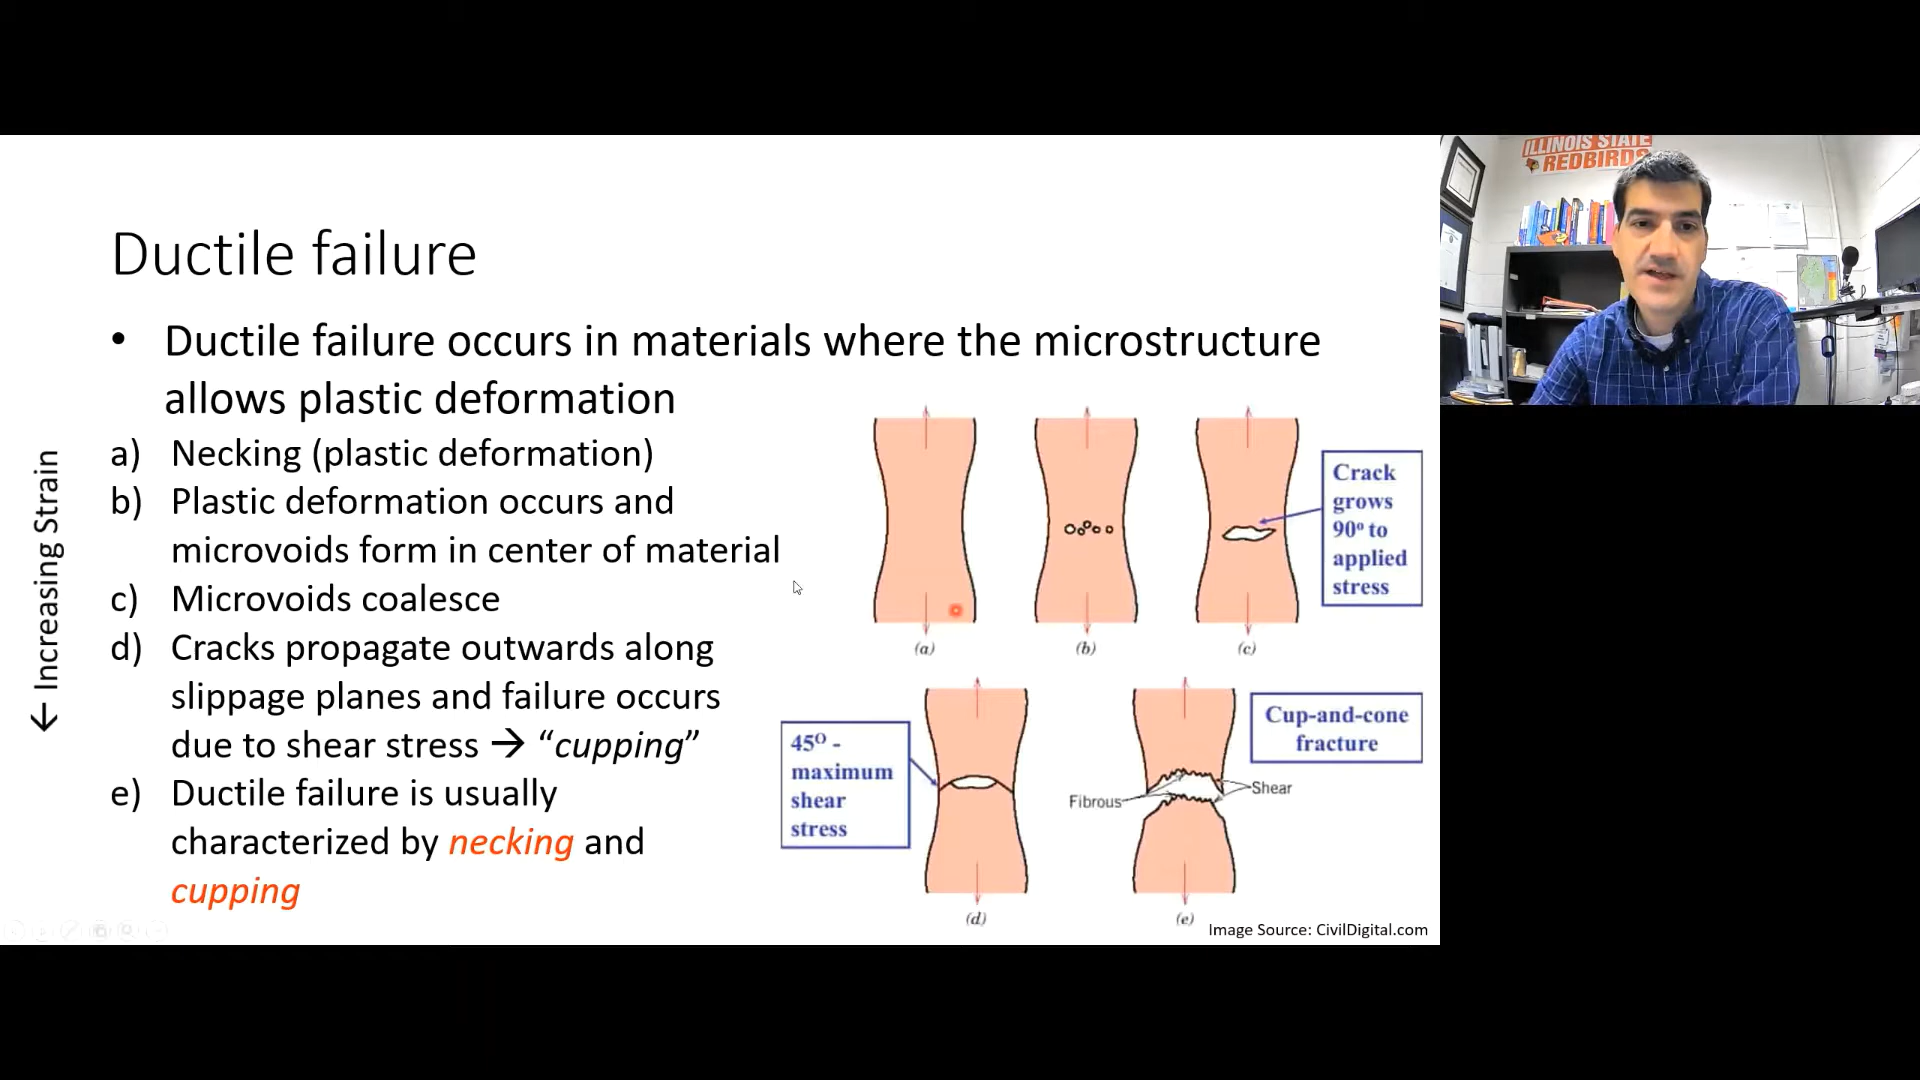 Ductile failure
• Ductile failure occurs in materials where the microstructure
allows plastic deformation
← Increasing Strain
a) Necking (plastic deformation)
b) Plastic deformation occurs and
microvoids form in center of material
c) Microvoids coalesce
d) Cracks propagate outwards along
slippage planes and failure occurs
due to shear stress → “cupping”
e) Ductile failure is usually
characterized by necking and
cupping
(a)
(b)
(c)
Crack
grows
90º to
applied
stress
45º -
maximum
shear
stress
Cup-and-cone
fracture
Fibrous
Shear
(d)
(e)
Image Source: CivilDigital.com
ILLINOIS STATE
REDBIRDS